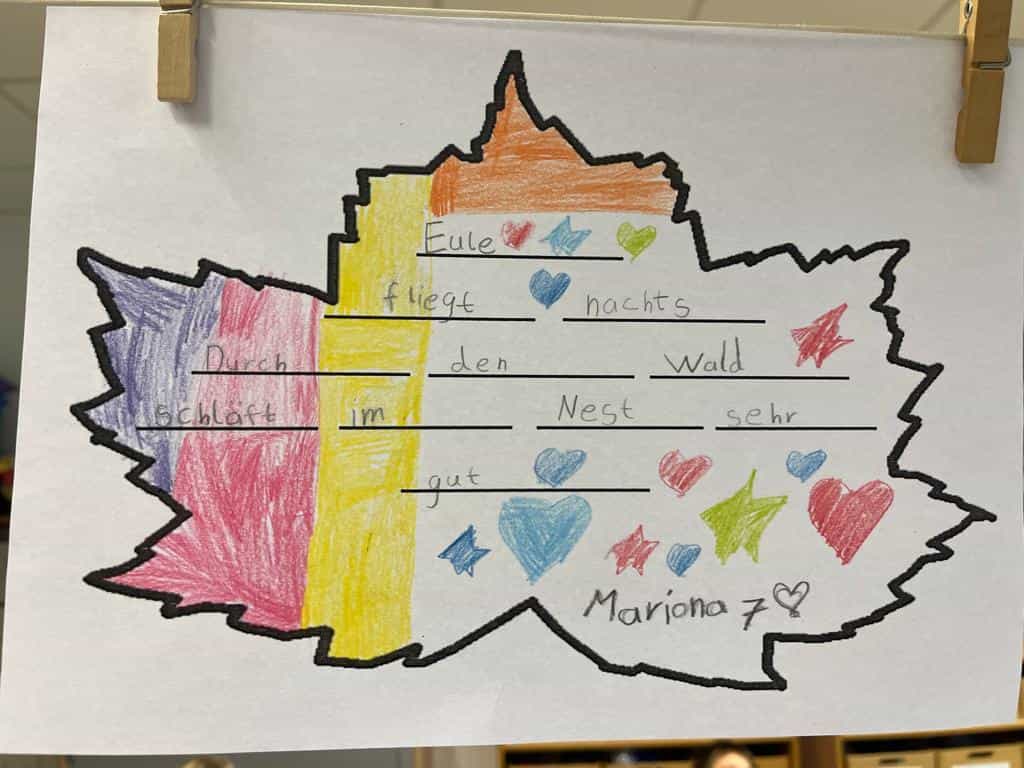 Eule
fliegt nachts
Durch den Wald
schläft im Nest sehr
gut
Mariona 7